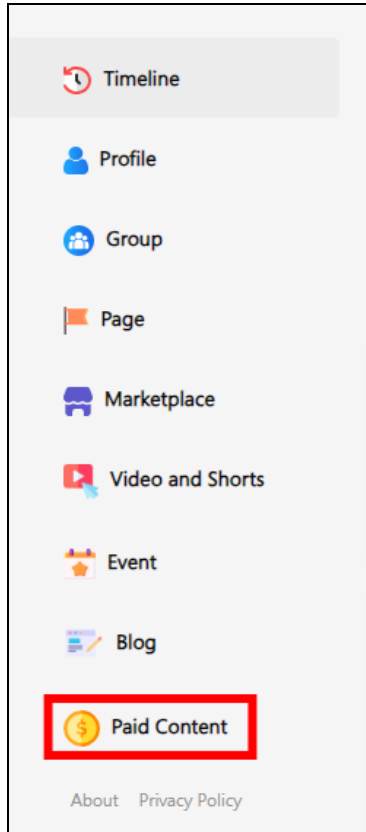 Timeline
Profile
Group
Page
Marketplace
Video and Shorts
Event
Blog
$ Paid Content
About Privacy Policy